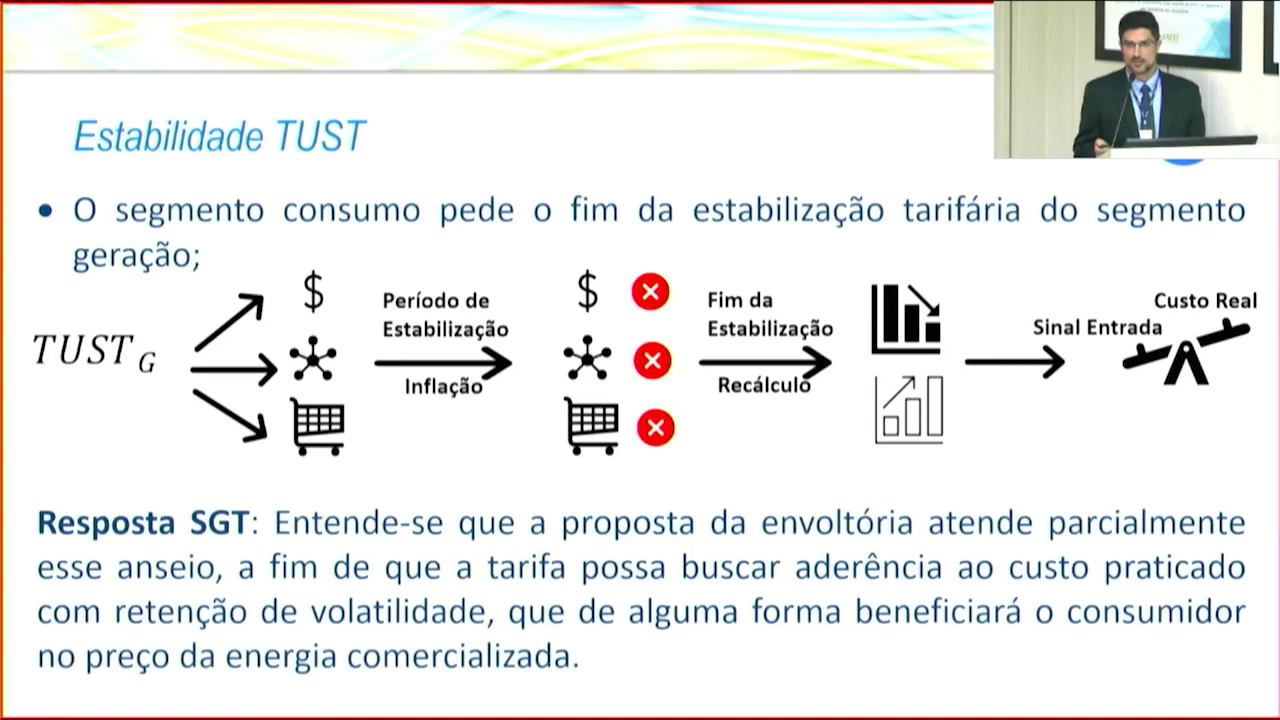 Estabilidade TUST
• O segmento consumo pede o fim da estabilização tarifária do segmento
geração;
TUST G
$
Período de
Estabilização
Inflação
$
Fim da
Estabilização
Recálculo
Sinal Entrada
Custo Real
Resposta SGT: Entende-se que a proposta da envoltória atende parcialmente
esse anseio, a fim de que a tarifa possa buscar aderência ao custo praticado
com retenção de volatilidade, que de alguma forma beneficiará o consumidor
no preço da energia comercializada.